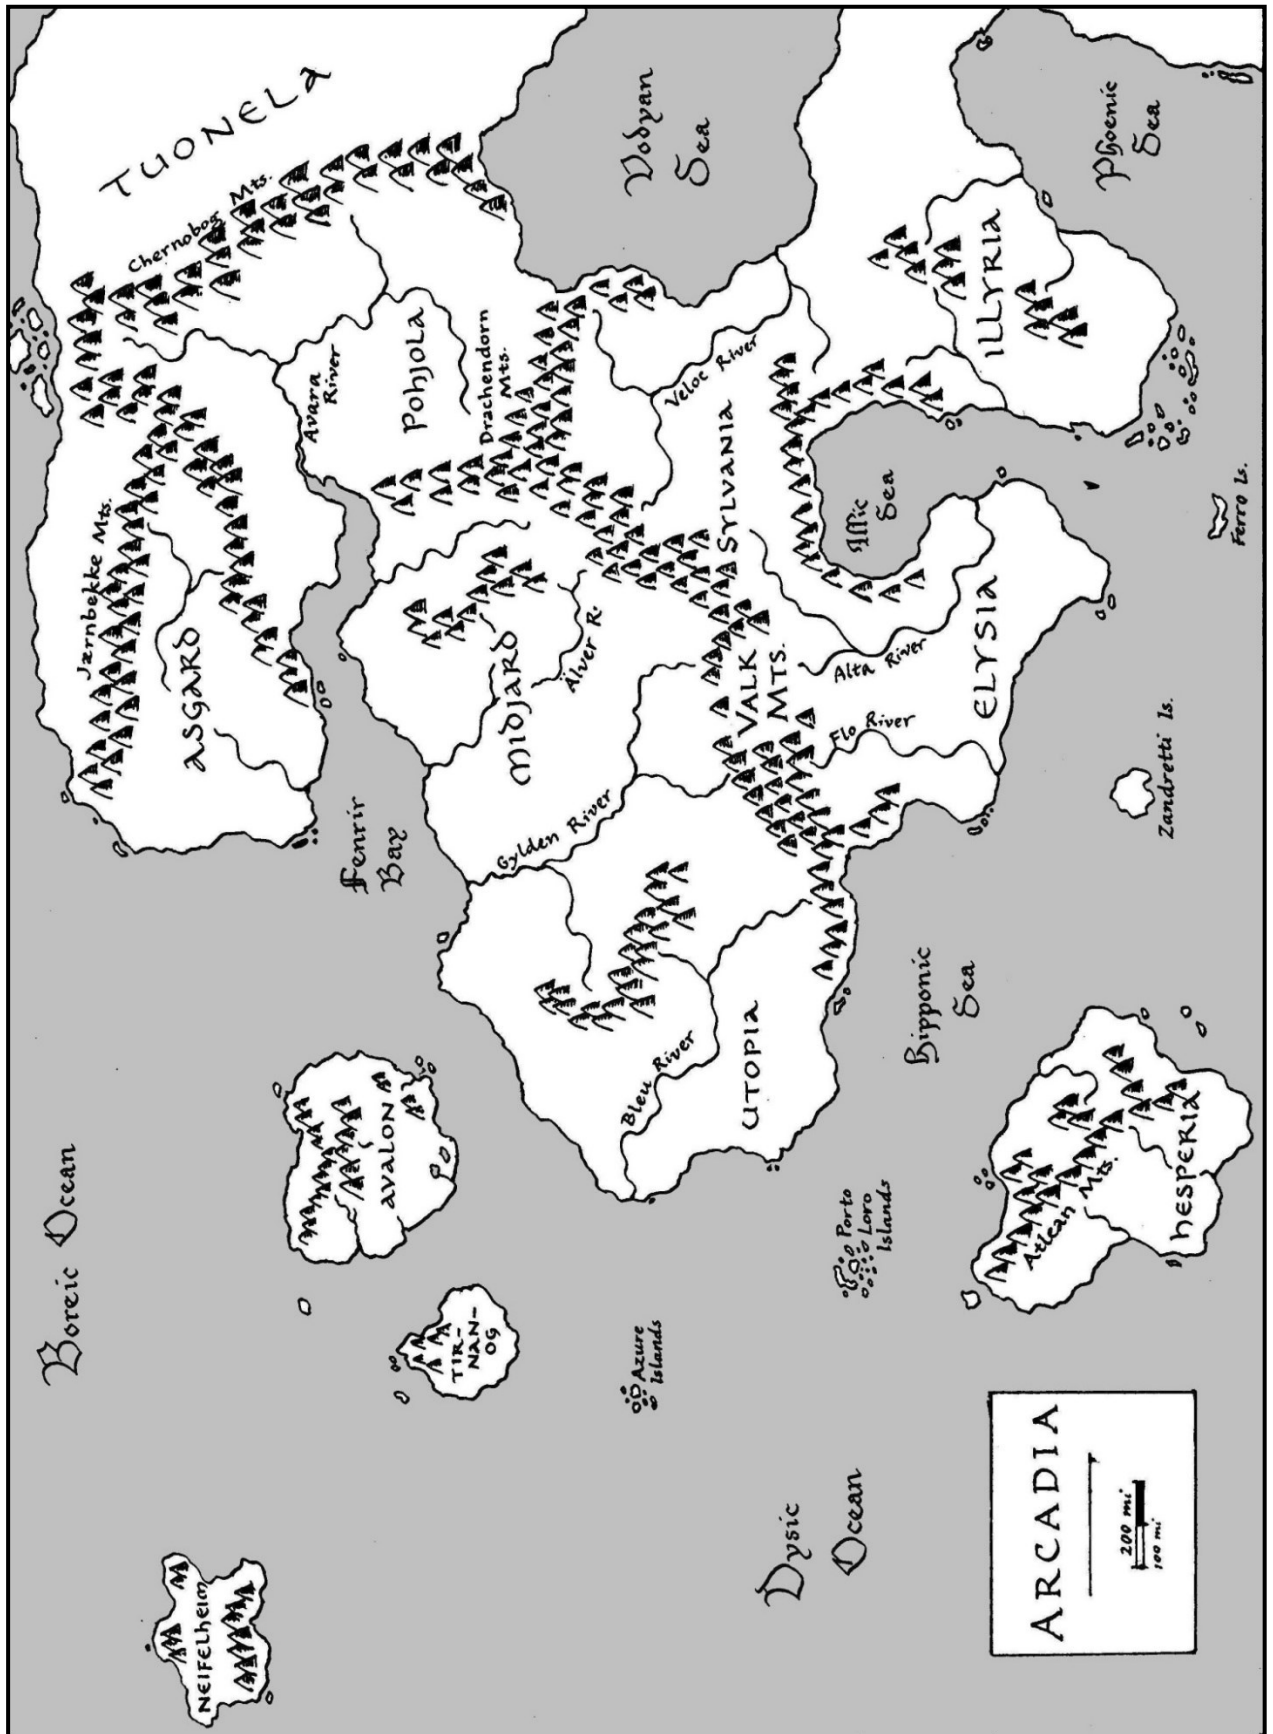 Boreic Ocean
Jærnbekke Mts.
Chernobog Mts.
TUONELA
ASGARD
NEIFELHEIM
Avara
River
Fenrir
Bay
AVALON
POHJOLA
TIR-
NAN-
OG
Drachendorn
Mts.
MIDJARD
Gylden River
Alver R.
Vodyan
Sea
Azure
Islands
Bleu River
Veloc River
SYLVANIA
VALK
MTS.
UTOPIA
Dysic
Ocean
Porto
Loro
Islands
Flo River
Alta River
Sea
Hipponic
Sea
ELYSIA
ILLYRIA
Atlean Mts.
HESPERIA
Phoenic
Sea
Zandretti Is.
Ferro Is.
ARCADIA
200 mi
100 mi